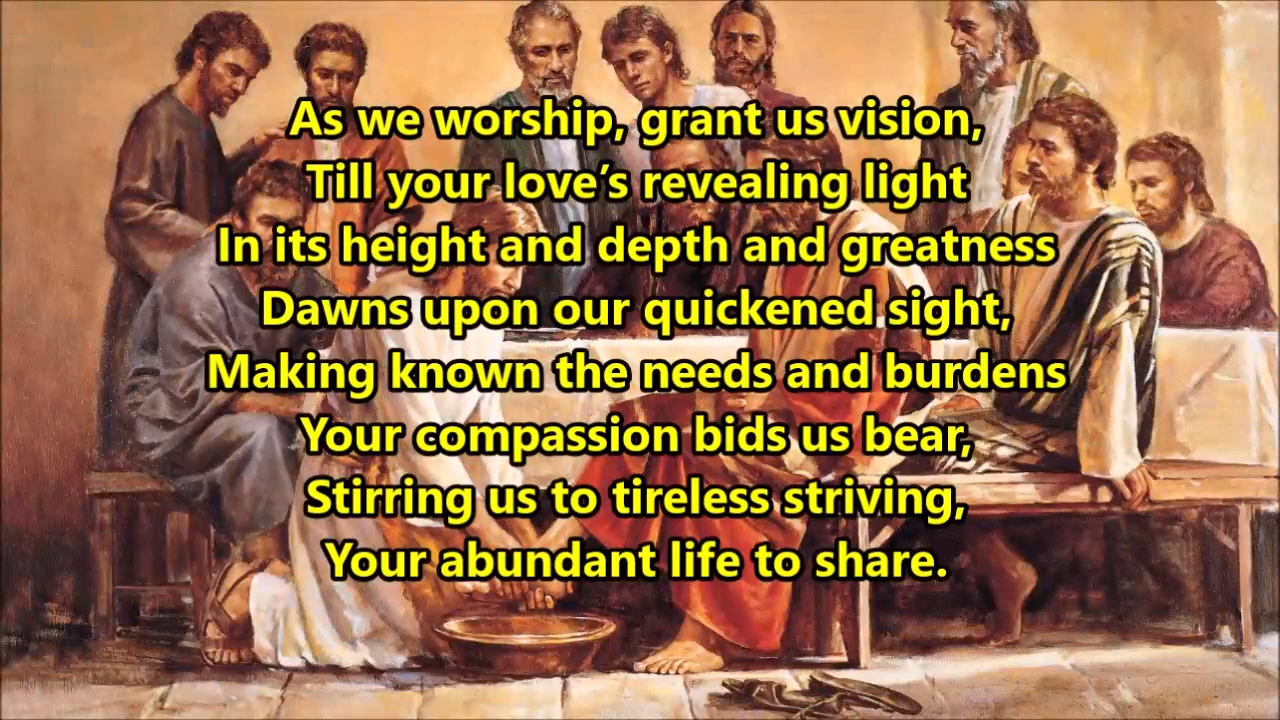 As we worship, grant us vision,
Till your love’s revealing light
In its height and depth and greatness
Dawns upon our quickened sight,
Making known the needs and burdens
Your compassion bids us bear,
Stirring us to tireless striving,
Your abundant life to share.